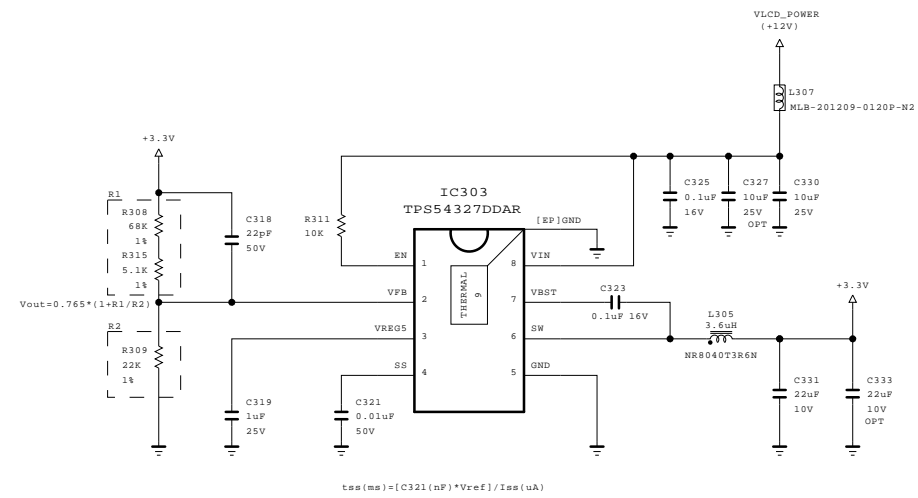 VLCD_POWER
(+12V)
L307
MLB-201209-0120P-N2
+3.3V
R1
R308
68K
1%
R315
5.1K
1%
C318
22pF
50V
R311
10K
IC303
TPS54327DDAR
[EP]GND
C325
0.1uF
16V
C327
10uF
25V
OPT
C330
10uF
25V
EN
1
VIN
8
THERMAL
9
Vout=0.765*(1+R1/R2)
VFB
2
VBST
7
C323
0.1uF 16V
+3.3V
R2
R309
22K
1%
VREG5
3
SW
6
L305
3.6uH
NR8040T3R6N
SS
4
GND
5
C319
1uF
25V
C321
0.01uF
50V
C331
22uF
10V
C333
22uF
10V
OPT
tss(ms)=[C321(nF)*Vref]/Iss(uA)